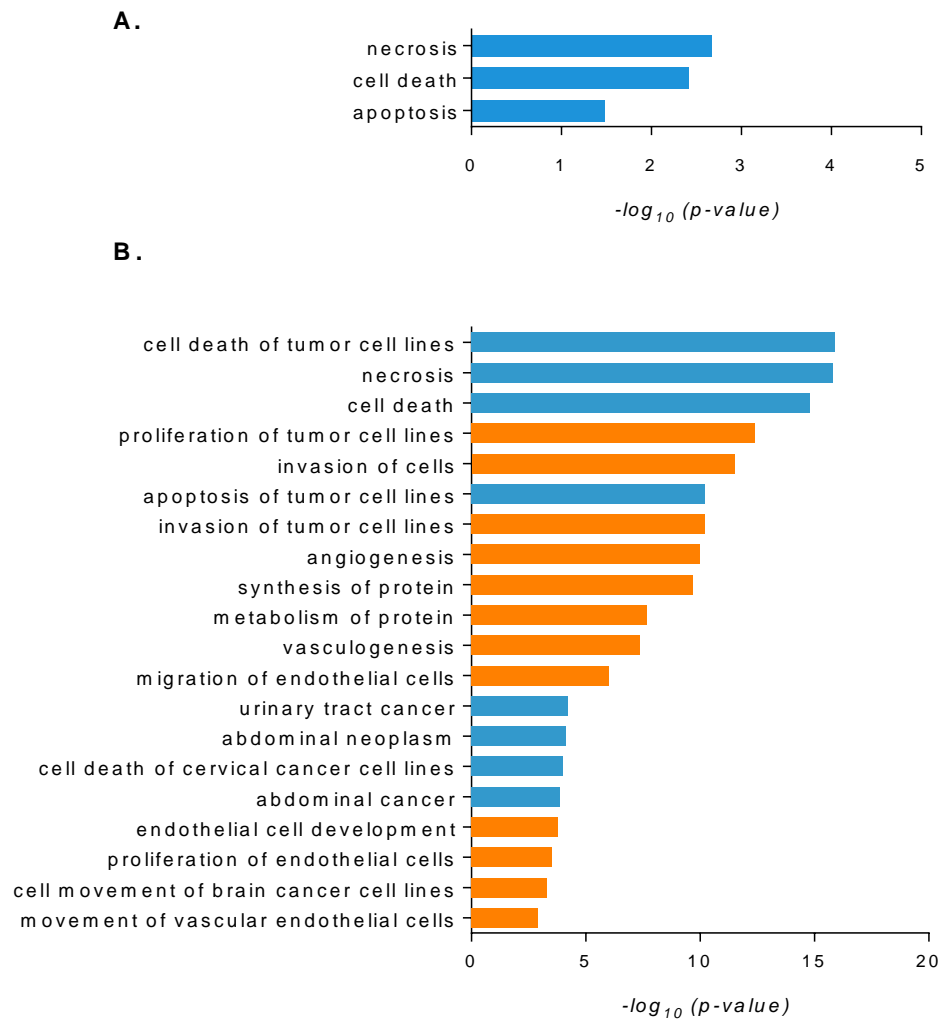 A.
necrosis
cell death
apoptosis
0 1 2 3 4 5
-log10 (p-value)
B.
cell death of tumor cell lines
necrosis
cell death
proliferation of tumor cell lines
invasion of cells
apoptosis of tumor cell lines
invasion of tumor cell lines
angiogenesis
synthesis of protein
metabolism of protein
vasculogenesis
migration of endothelial cells
urinary tract cancer
abdominal neoplasm
cell death of cervical cancer cell lines
abdominal cancer
endothelial cell development
proliferation of endothelial cells
cell movement of brain cancer cell lines
movement of vascular endothelial cells
0 5 10 15 20
-log10 (p-value)